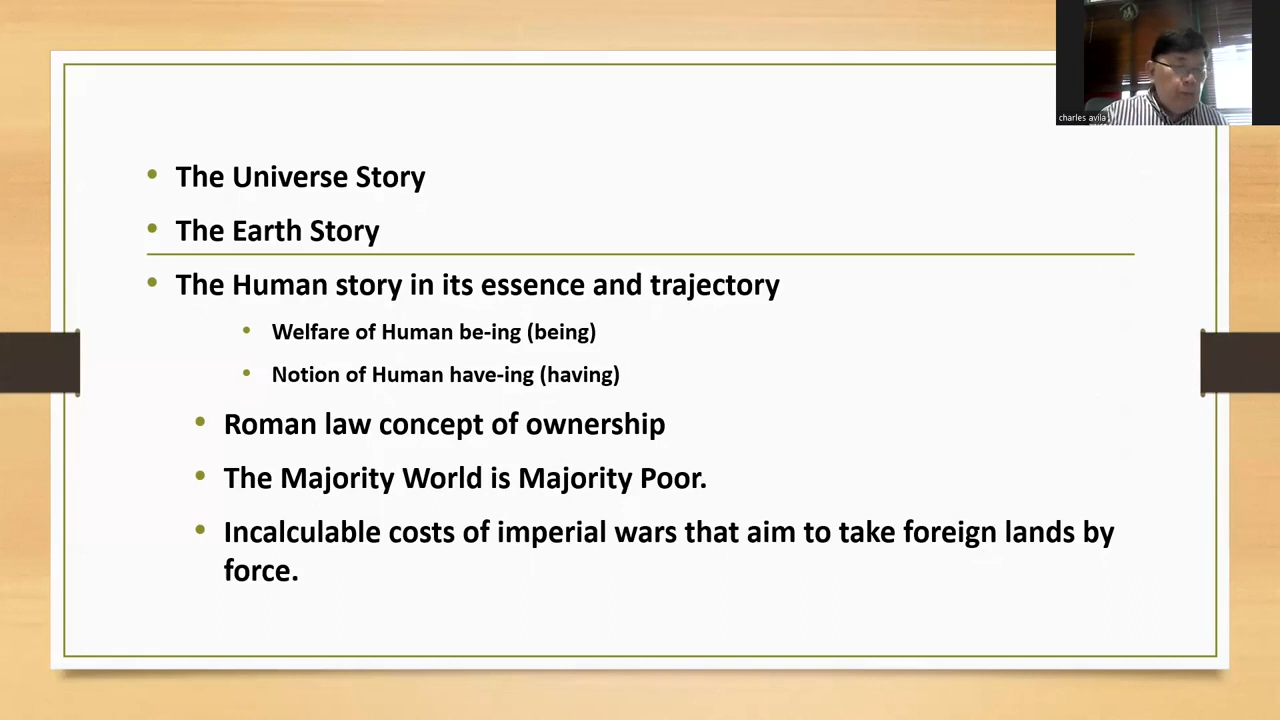 charles avila
• The Universe Story
• The Earth Story
• The Human story in its essence and trajectory
• Welfare of Human be-ing (being)
• Notion of Human have-ing (having)
• Roman law concept of ownership
• The Majority World is Majority Poor.
• Incalculable costs of imperial wars that aim to take foreign lands by
force.